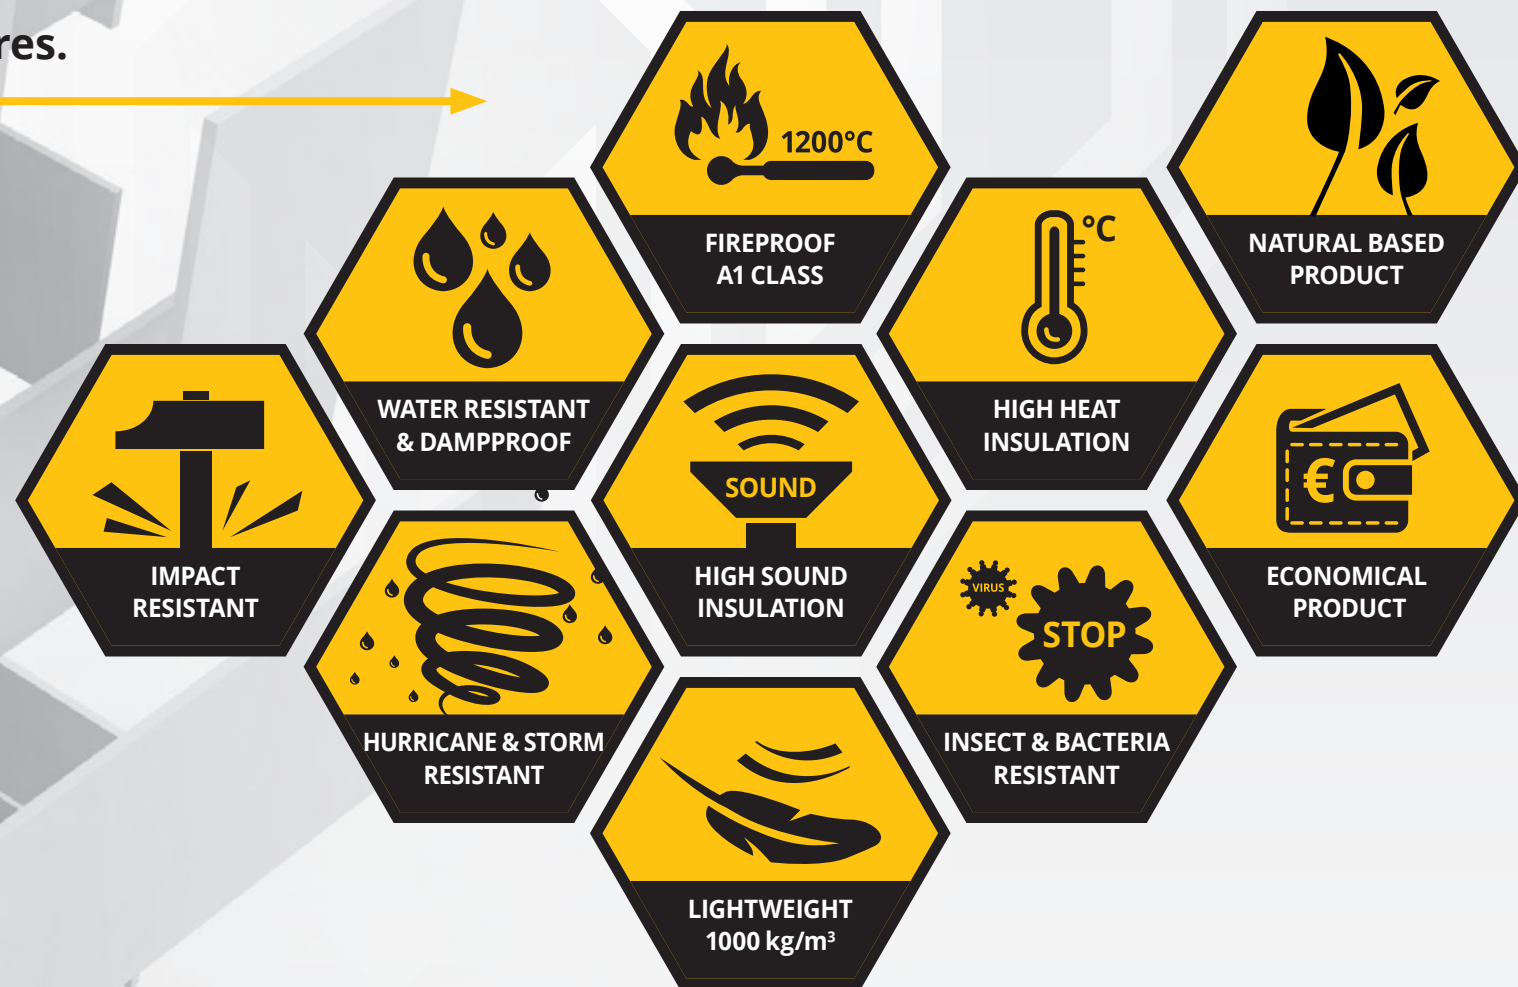 res.
1200°C
FIREPROOF
A1 CLASS
NATURAL BASED
PRODUCT
°C
WATER RESISTANT
& DAMPPROOF
HIGH HEAT
INSULATION
IMPACT
RESISTANT
SOUND
HIGH SOUND
INSULATION
€
ECONOMICAL
PRODUCT
HURRICANE & STORM
RESISTANT
VIRUS
STOP
INSECT & BACTERIA
RESISTANT
LIGHTWEIGHT
1000 kg/m³